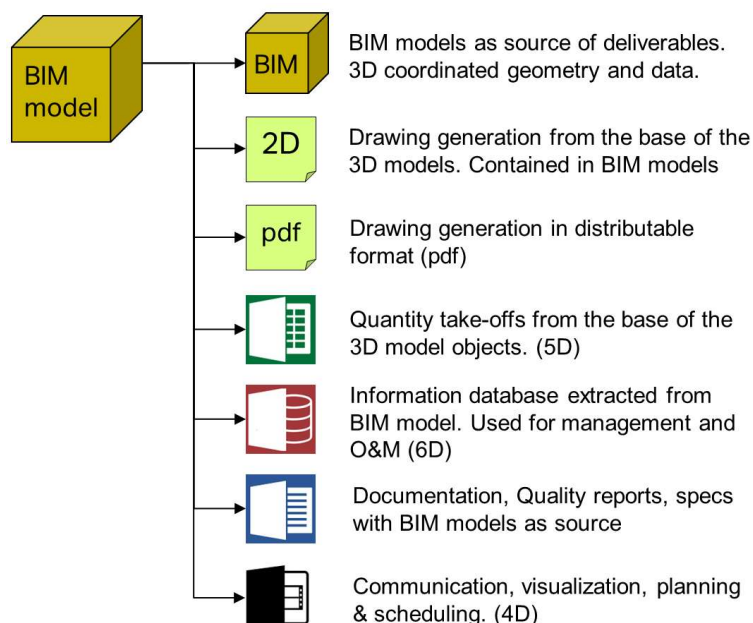 BIM
model
BIM
BIM models as source of deliverables.
3D coordinated geometry and data.
2D
Drawing generation from the base of the
3D models. Contained in BIM models
pdf
Drawing generation in distributable
format (pdf)
Quantity take-offs from the base of the
3D model objects. (5D)
Information database extracted from
BIM model. Used for management and
O&M (6D)
Documentation, Quality reports, specs
with BIM models as source
Communication, visualization, planning
& scheduling. (4D)